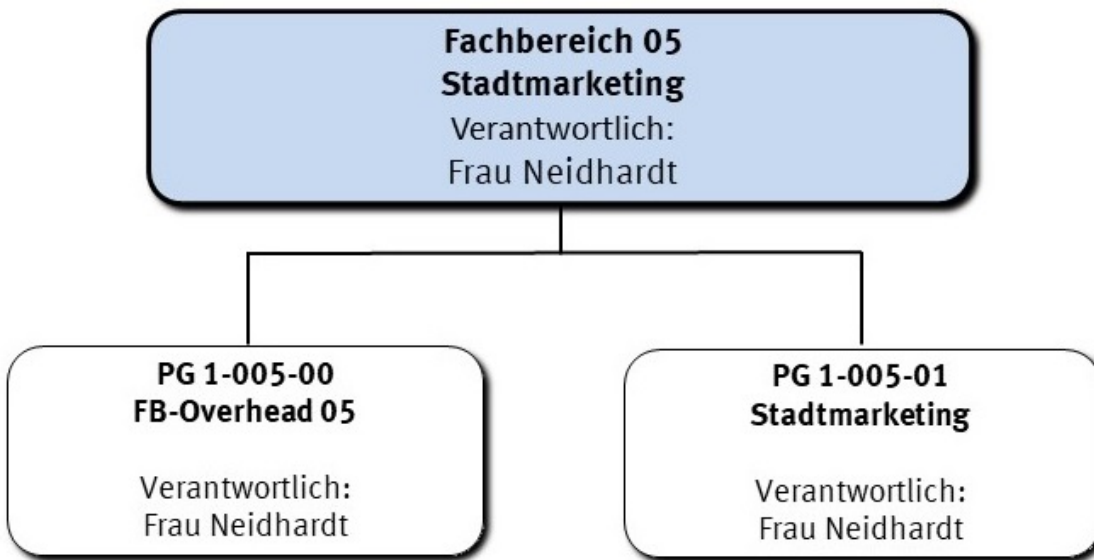 Fachbereich 05
Stadtmarketing
Verantwortlich:
Frau Neidhardt
PG 1-005-00
FB-Overhead 05
Verantwortlich:
Frau Neidhardt
PG 1-005-01
Stadtmarketing
Verantwortlich:
Frau Neidhardt